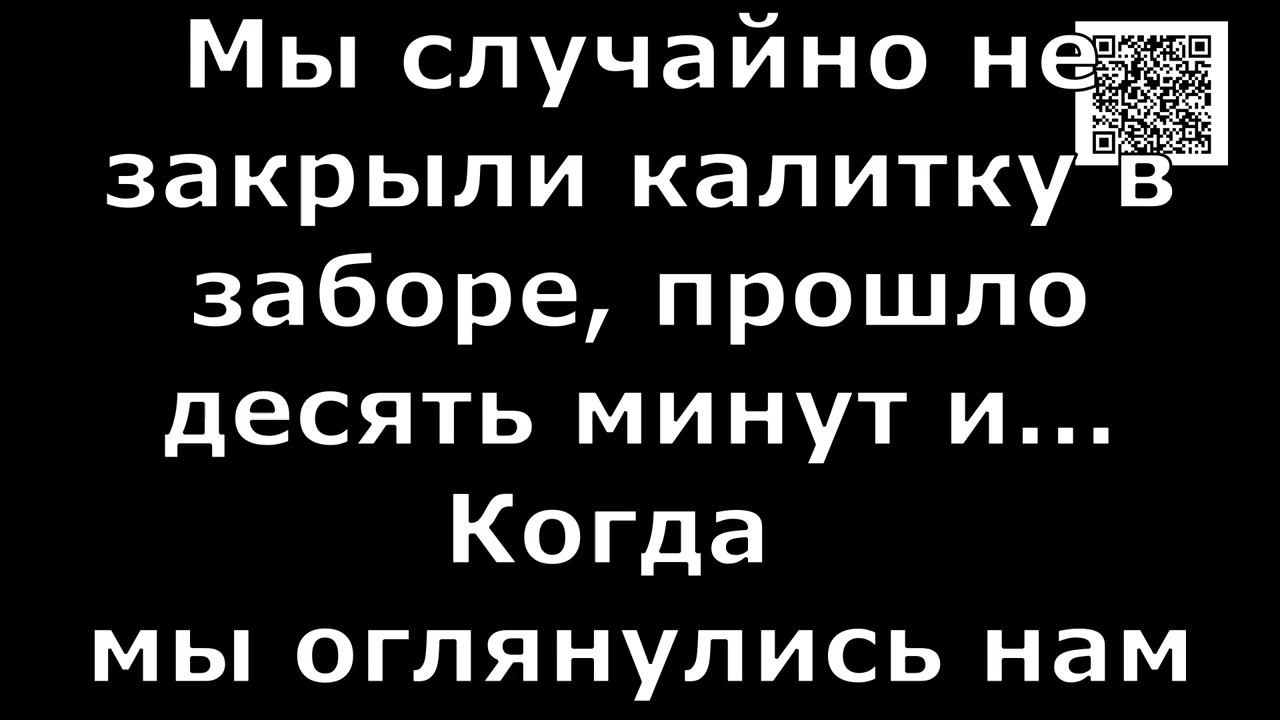 Мы случайно не
закрыли калитку в
заборе, прошло
десять минут и...
Когда
мы оглянулись нам